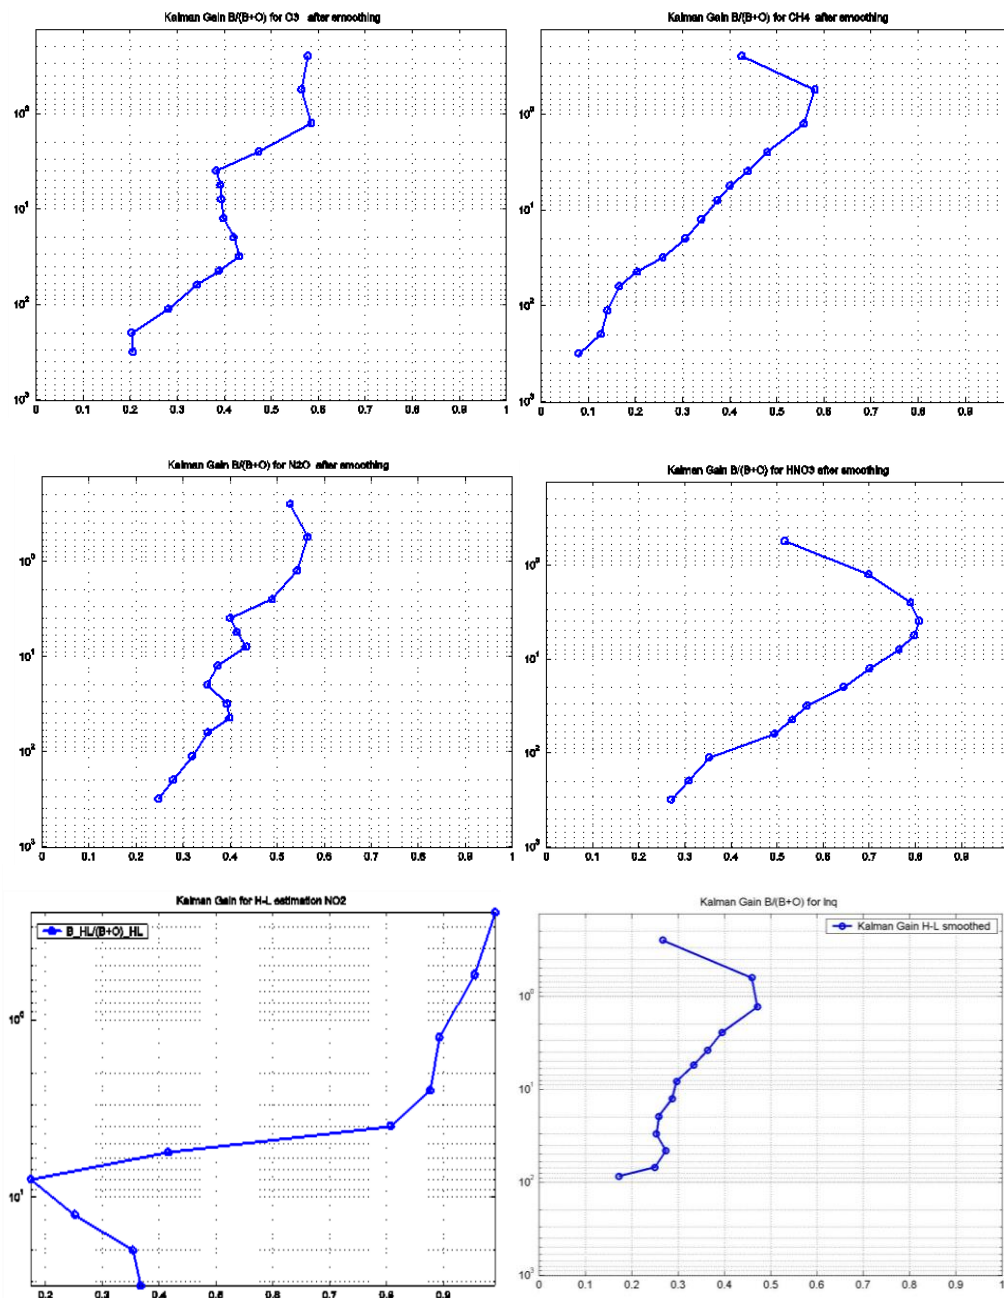 Kalman Gain B/(B+O) for O3 after smoothing
10⁰
10¹
10²
10³
0 0.1 0.2 0.3 0.4 0.5 0.6 0.7 0.8 0.9 1
Kalman Gain B/(B+O) for CH4 after smoothing
10⁰
10¹
10²
10³
0 0.1 0.2 0.3 0.4 0.5 0.6 0.7 0.8 0.9
Kalman Gain B/(B+O) for N2O after smoothing
10⁰
10¹
10²
10³
0 0.1 0.2 0.3 0.4 0.5 0.6 0.7 0.8 0.9 1
Kalman Gain B/(B+O) for HNO3 after smoothing
10⁰
10¹
10²
10³
0 0.1 0.2 0.3 0.4 0.5 0.6 0.7 0.8 0.9
Kalman Gain for H-L estimation NO2
B_HL/(B+O)_HL
10⁰
10¹
0.2 0.3 0.4 0.5 0.6 0.7 0.8 0.9
Kalman Gain B/(B+O) for lnq
Kalman Gain H-L smoothed
10⁰
10¹
10²
10³
0 0.1 0.2 0.3 0.4 0.5 0.6 0.7 0.8 0.9 1